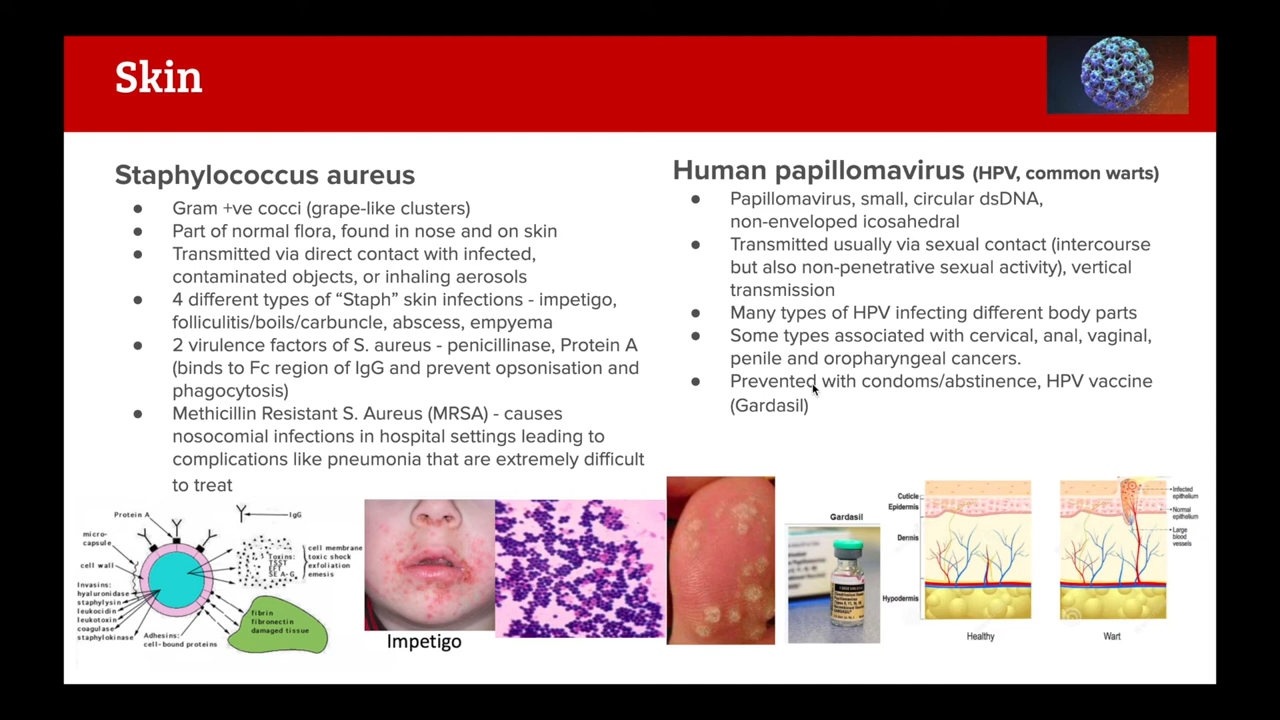 Skin
Staphylococcus aureus
● Gram +ve cocci (grape-like clusters)
● Part of normal flora, found in nose and on skin
● Transmitted via direct contact with infected,
contaminated objects, or inhaling aerosols
● 4 different types of “Staph” skin infections - impetigo,
folliculitis/boils/carbuncle, abscess, empyema
● 2 virulence factors of S. aureus - penicillinase, Protein A
(binds to Fc region of IgG and prevent opsonisation and
phagocytosis)
● Methicillin Resistant S. Aureus (MRSA) - causes
nosocomial infections in hospital settings leading to
complications like pneumonia that are extremely difficult
to treat
Human papillomavirus (HPV, common warts)
● Papillomavirus, small, circular dsDNA,
non-enveloped icosahedral
● Transmitted usually via sexual contact (intercourse
but also non-penetrative sexual activity), vertical
transmission
● Many types of HPV infecting different body parts
● Some types associated with cervical, anal, vaginal,
penile and oropharyngeal cancers.
● Prevented with condoms/abstinence, HPV vaccine
(Gardasil)
Protein A
IgG
micro-
capsule
cell wall
Toxins:
TSST
EFT
SE A-G
cell membrane
toxic shock
exfoliation
emesis
Invasins:
hyaluronidase
staphylysin
leukocidin
leukotoxin
coagulase
staphylokinase
Adhesins:
cell-bound proteins
fibrin
fibronectin
damaged tissue
Impetigo
Gardasil
GARDASIL
Cuticle
Epidermis
Dermis
Hypodermis
Healthy
Infected
epithelium
Normal
epithelium
Large
blood
vessels
Wart